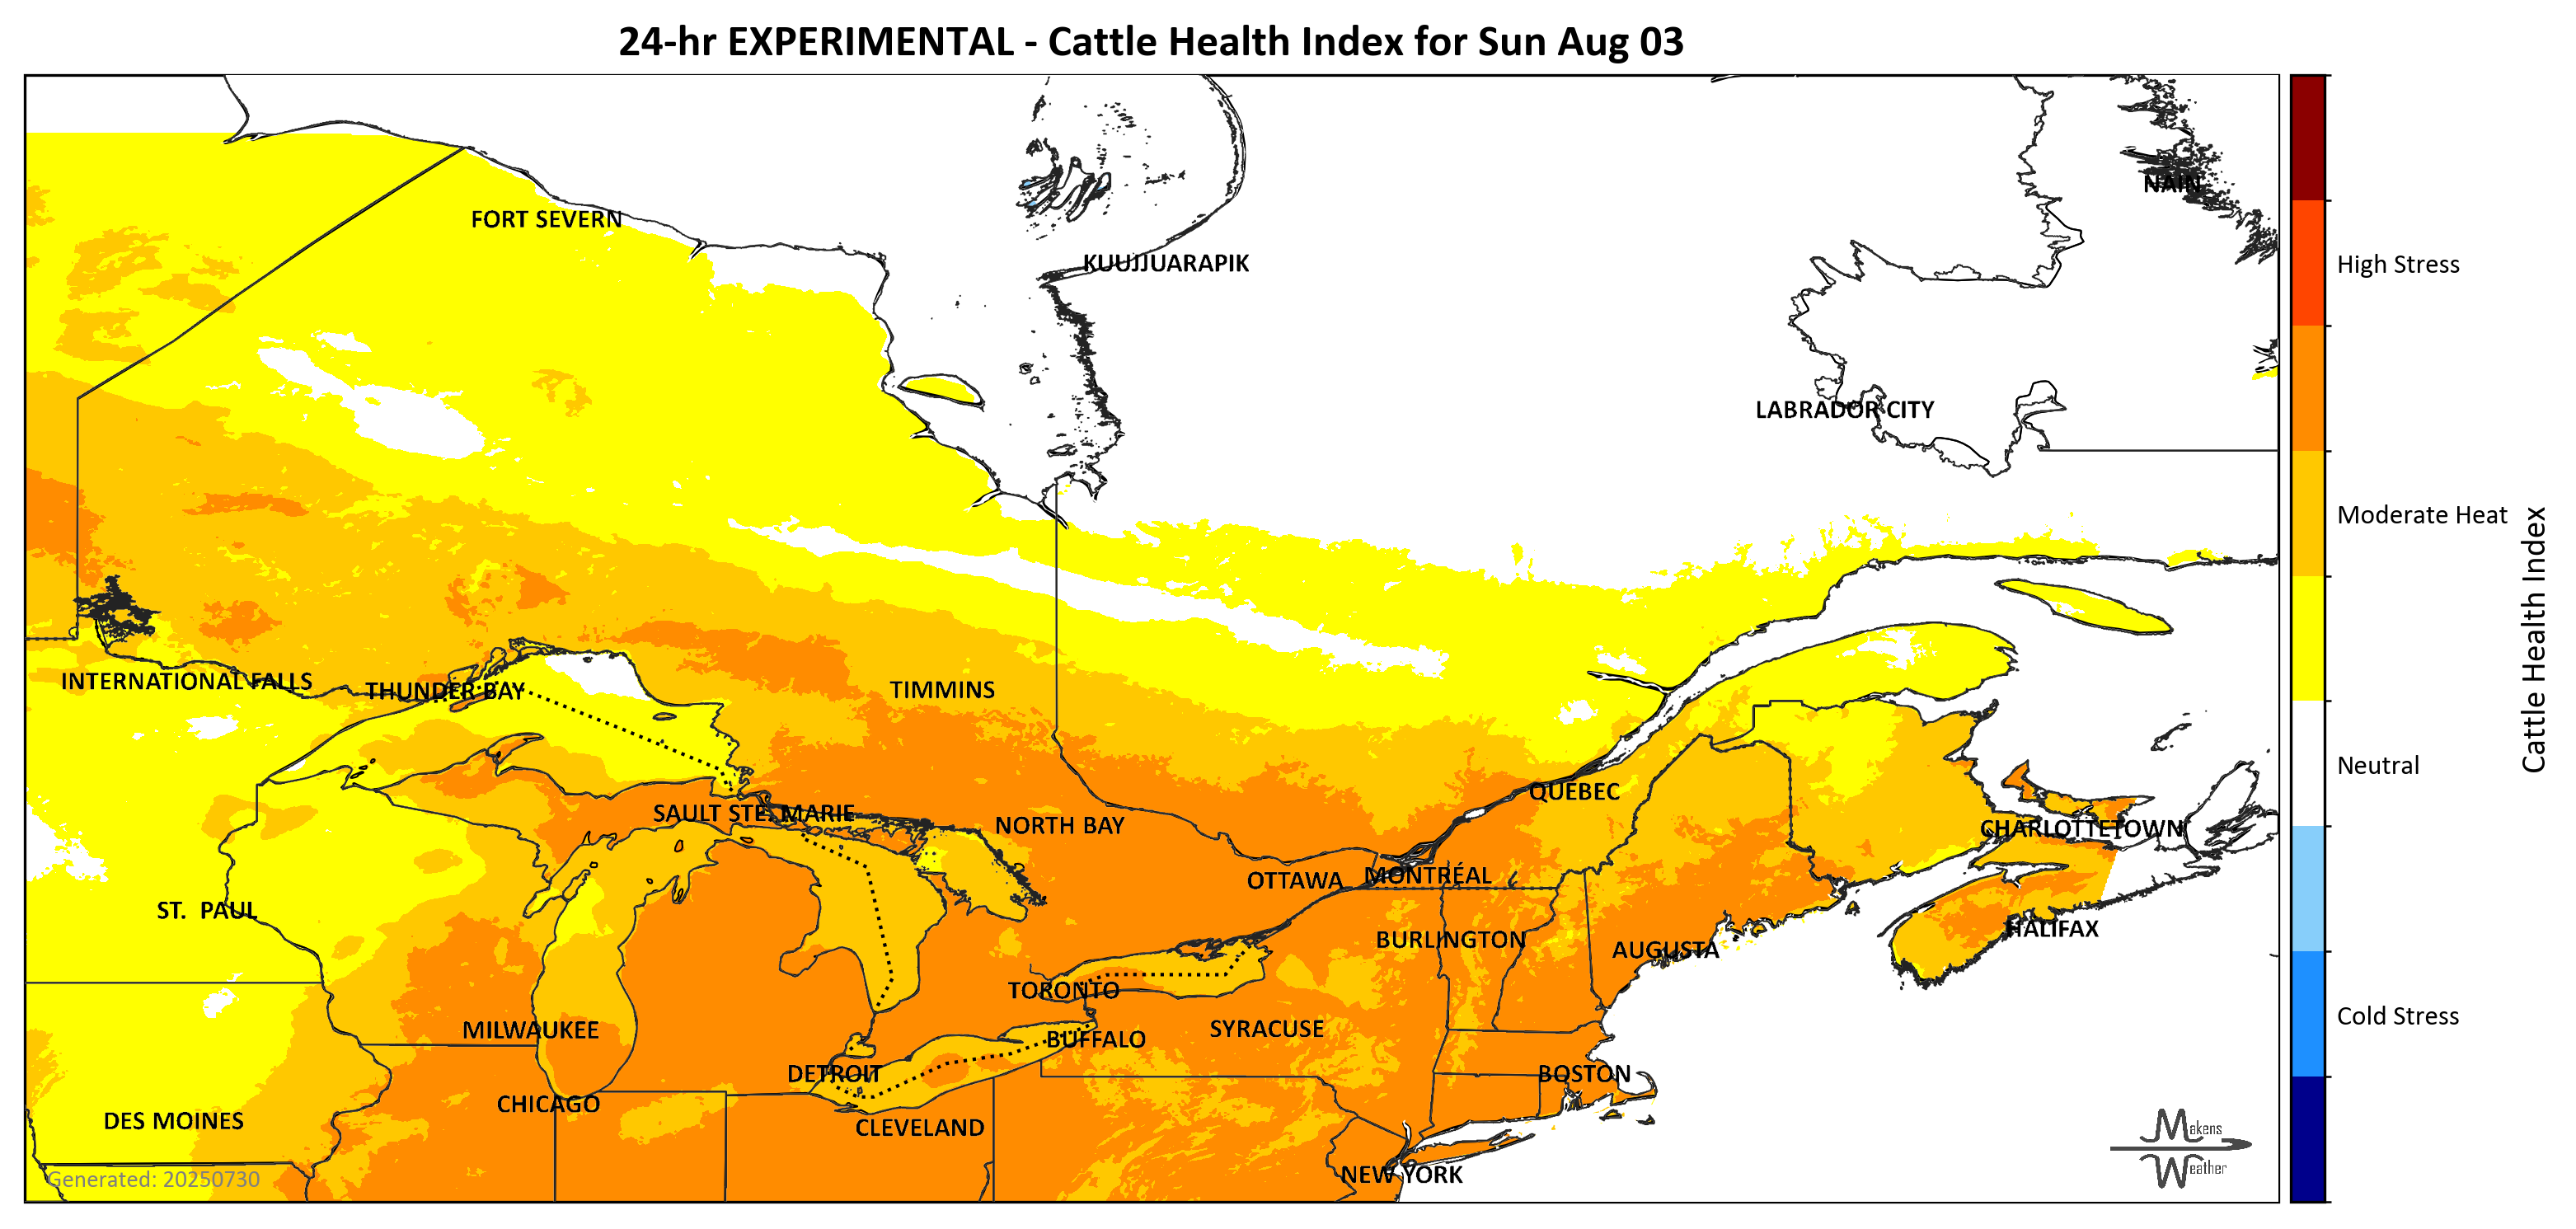 24-hr EXPERIMENTAL - Cattle Health Index for Sun Aug 03
NAIN
FORT SEVERN
KUUJJUARAPIK
High Stress
LABRADOR CITY
Moderate Heat
Cattle Health Index
INTERNATIONAL FALLS
THUNDER BAY
TIMMINS
Neutral
QUEBEC
SAULT STE. MARIE
NORTH BAY
CHARLOTTETOWN
OTTAWA
MONTRÉAL
ST. PAUL
HALIFAX
BURLINGTON
AUGUSTA
TORONTO
Cold Stress
MILWAUKEE
SYRACUSE
BUFFALO
DETROIT
BOSTON
CHICAGO
DES MOINES
CLEVELAND
Makens
Weather
NEW YORK
Generated: 20250730